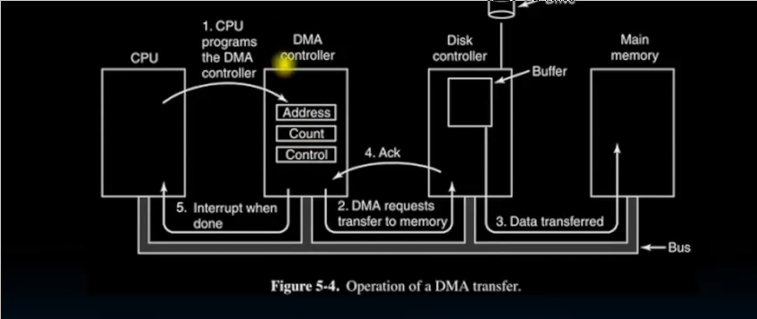 1. CPU
programs
the DMA
controller
CPU
DMA
controller
Disk
controller
Main
memory
Buffer
Address
Count
Control
4. Ack
5. Interrupt when
done
2. DMA requests
transfer to memory
3. Data transferred
Bus
Figure 5-4. Operation of a DMA transfer.